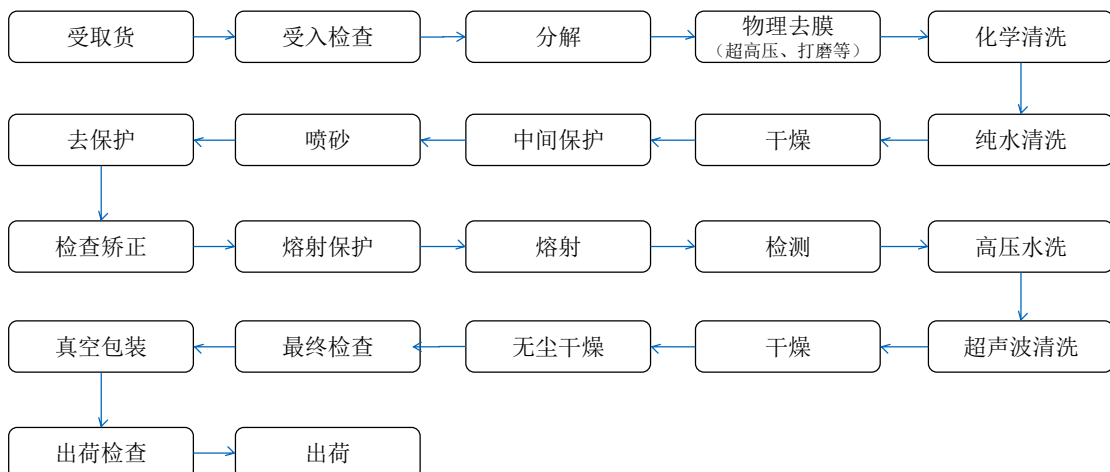 受取货
受入检查
分解
物理去膜
（超高压、打磨等）
化学清洗
去保护
喷砂
中间保护
干燥
纯水清洗
检查矫正
熔射保护
熔射
检测
高压水洗
真空包装
最终检查
无尘干燥
干燥
超声波清洗
出荷检查
出荷